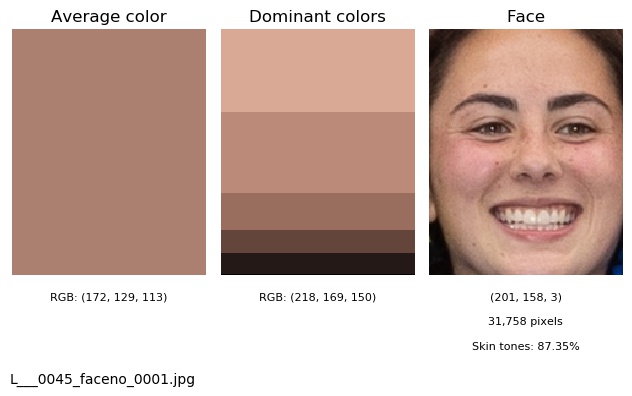 Average color
Dominant colors
Face
RGB: (172, 129, 113)
RGB: (218, 169, 150)
(201, 158, 3)
31,758 pixels
Skin tones: 87.35%
L___0045_faceno_0001.jpg